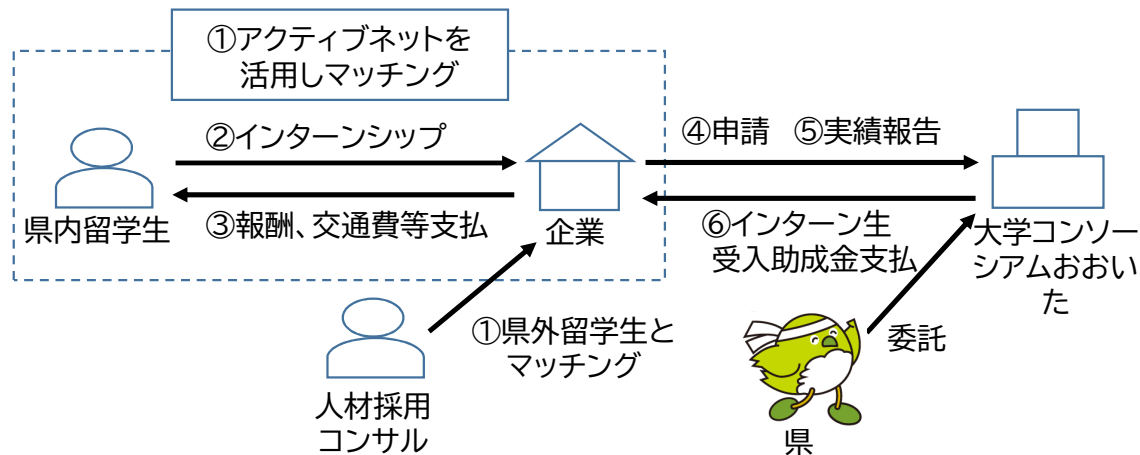 ①アクティブネットを
活用しマッチング
②インターンシップ
④申請　⑤実績報告
県内留学生
③報酬、交通費等支払
企業
⑥インターン生
受入助成金支払
大学コンソー
シアムおおい
た
①県外留学生と
マッチング
委託
人材採用
コンサル
県